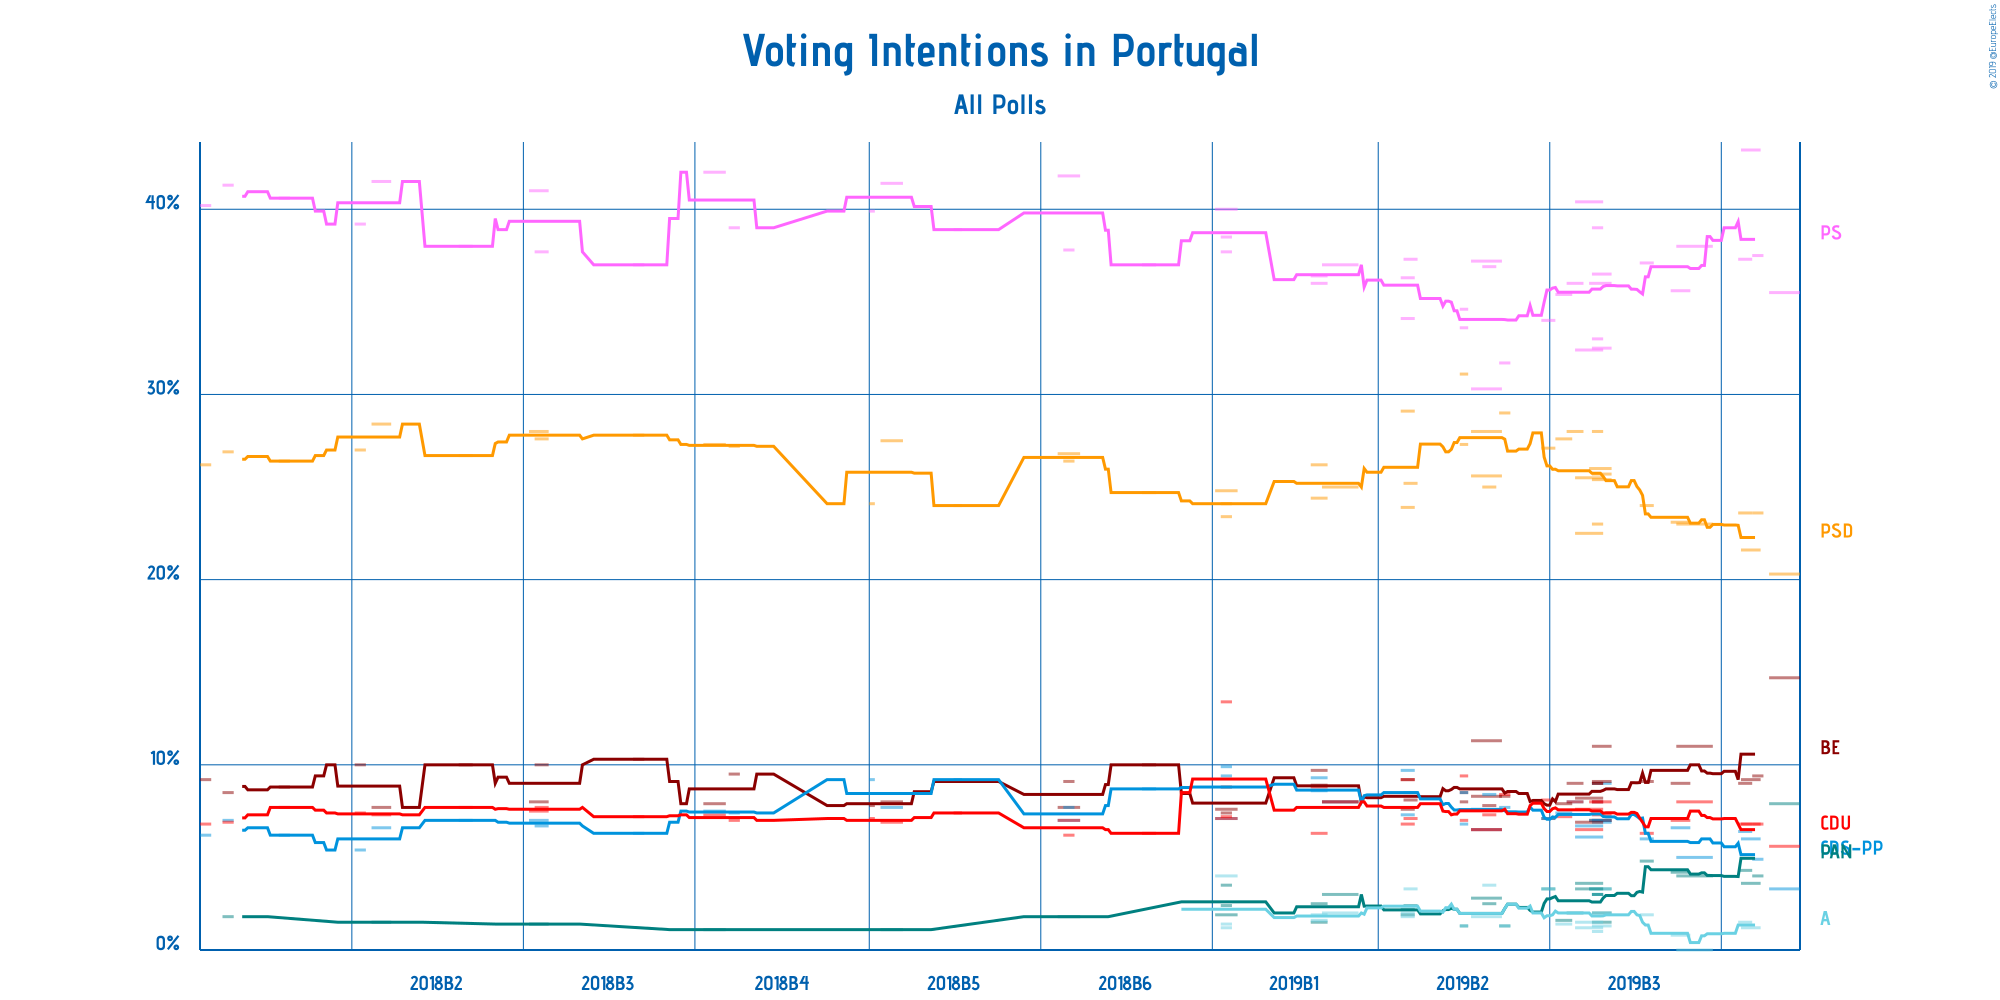 Voting Intentions in Portugal
© 2019 @EuropeElects
All Polls
40%
PS
30%
PSD
20%
10%
BE
CDU
CDS-PP
PAN
A
0%
2018B2 2018B3 2018B4 2018B5 2018B6 2019B1 2019B2 2019B3